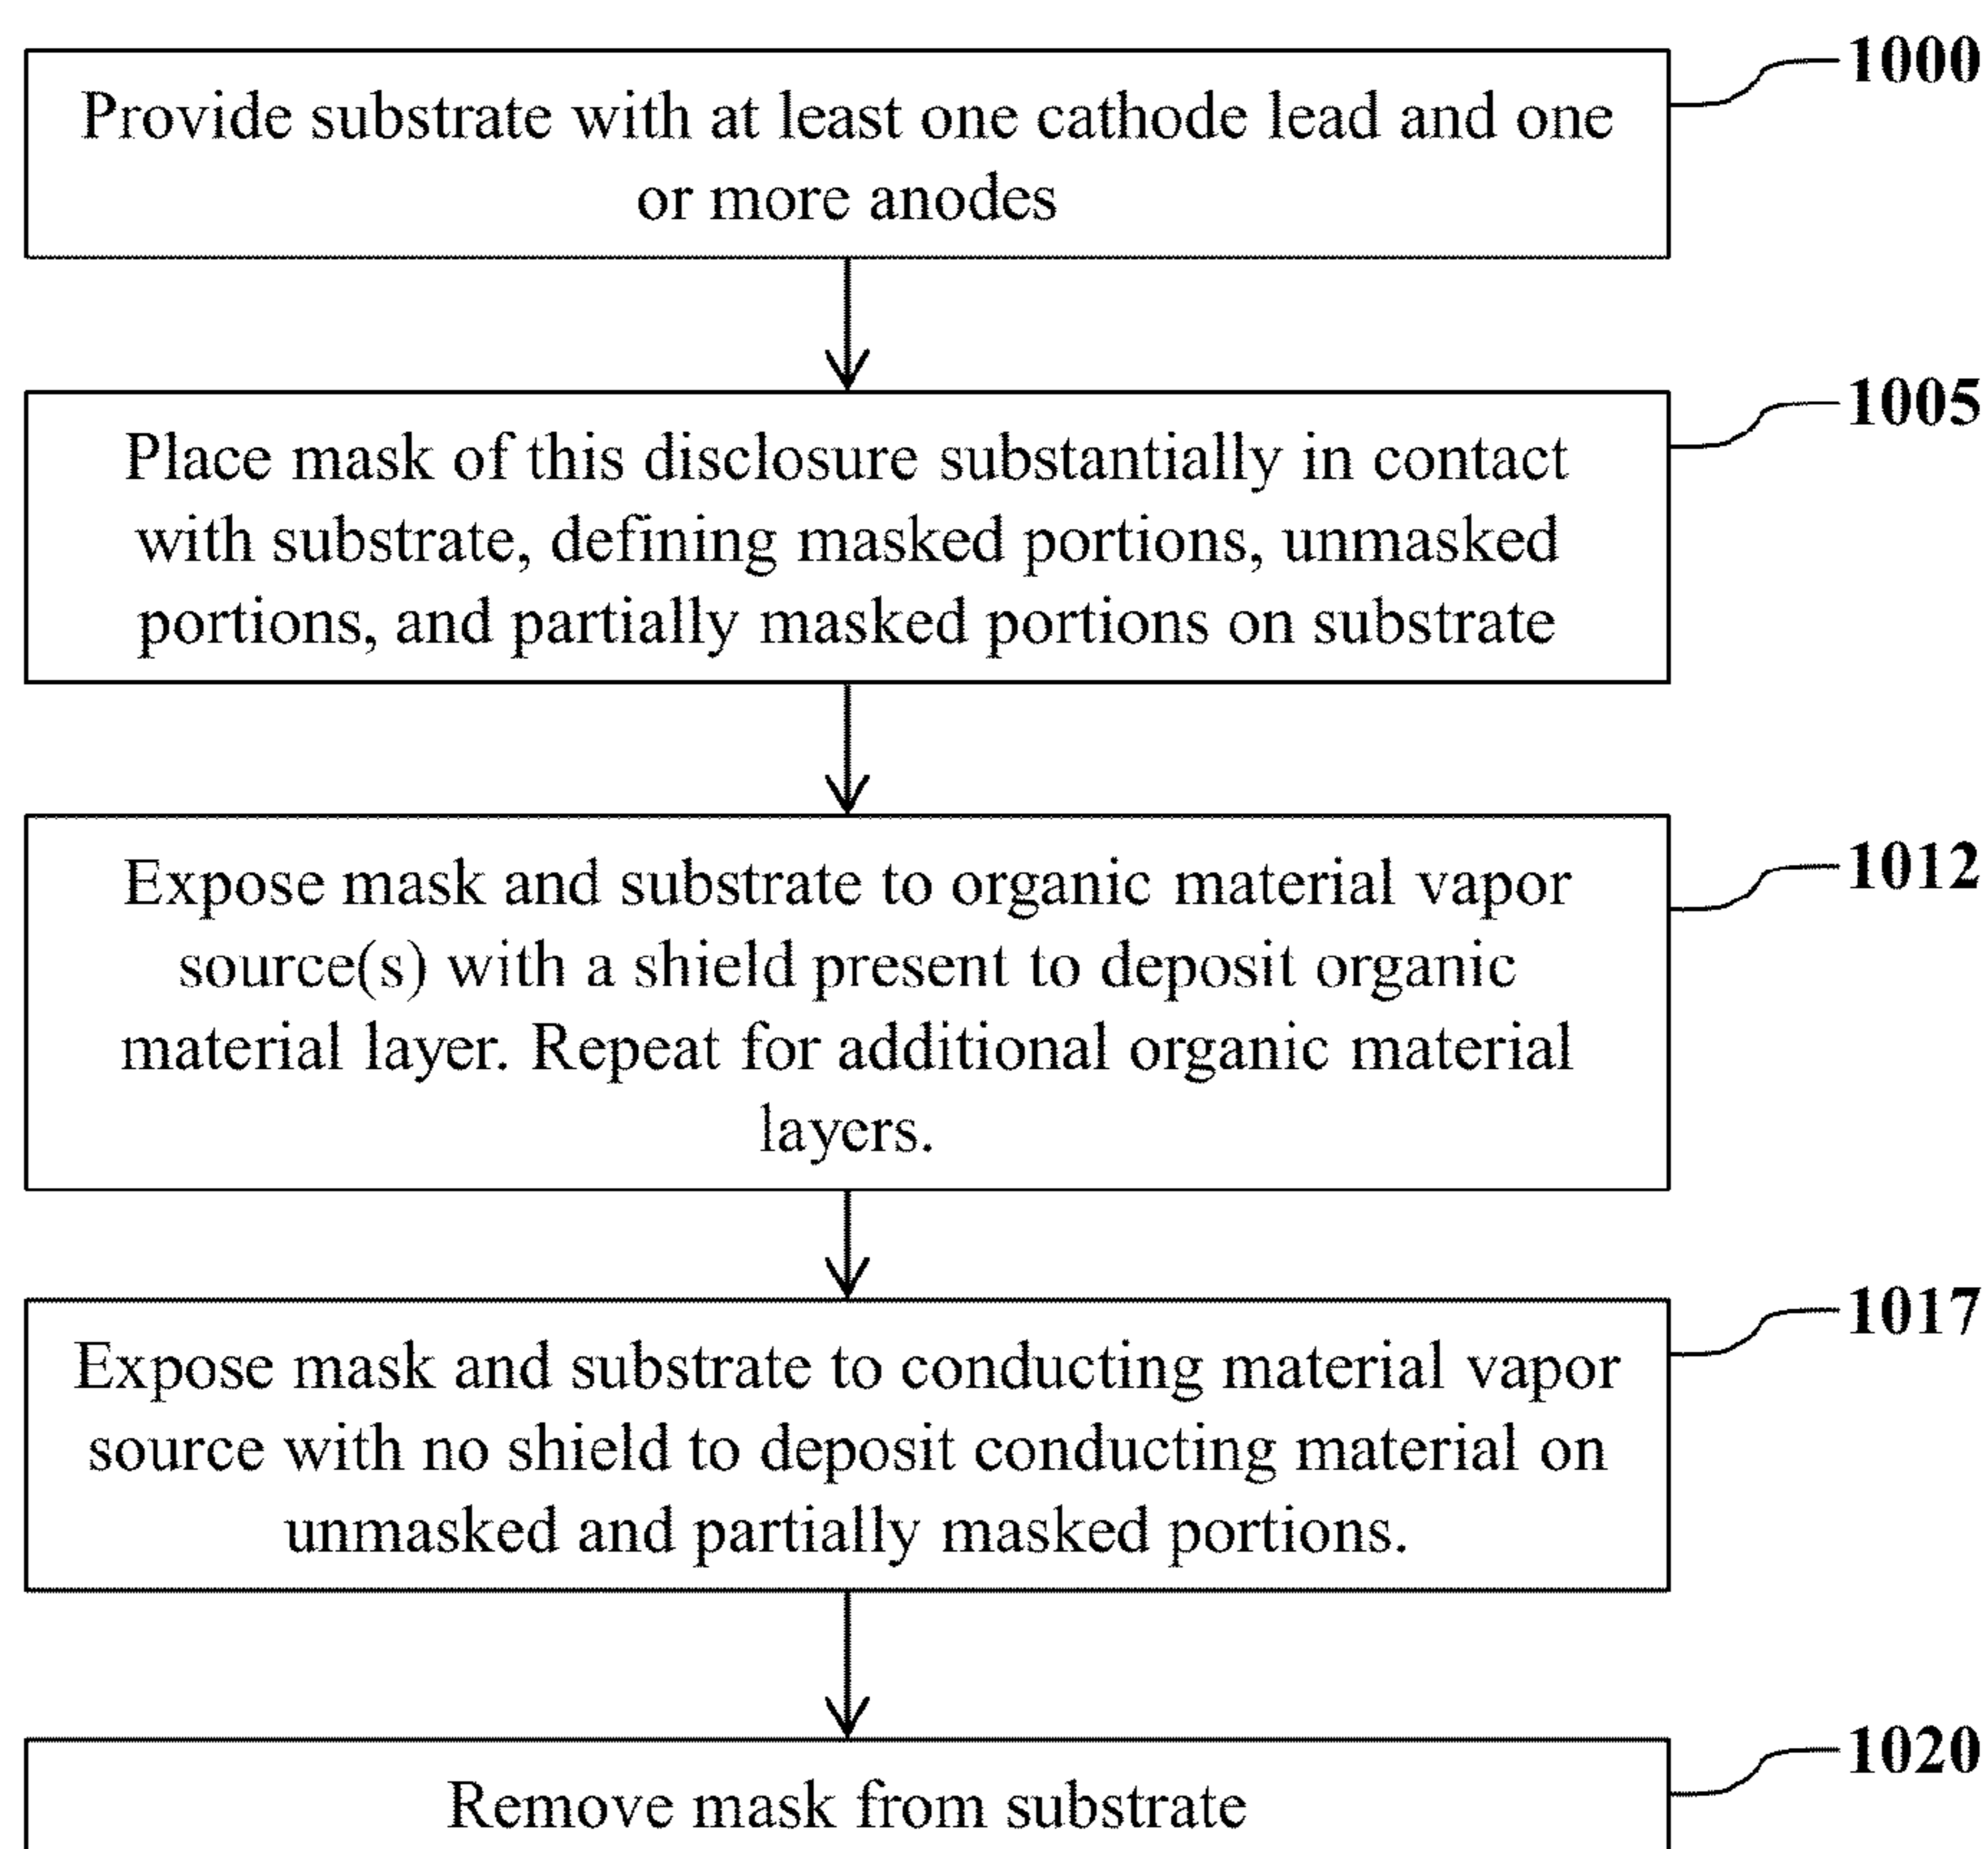 1000
Provide substrate with at least one cathode lead and one
or more anodes
1005
Place mask of this disclosure substantially in contact
with substrate, defining masked portions, unmasked
portions, and partially masked portions on substrate
1012
Expose mask and substrate to organic material vapor
source(s) with a shield present to deposit organic
material layer. Repeat for additional organic material
layers.
1017
Expose mask and substrate to conducting material vapor
source with no shield to deposit conducting material on
unmasked and partially masked portions.
1020
Remove mask from substrate